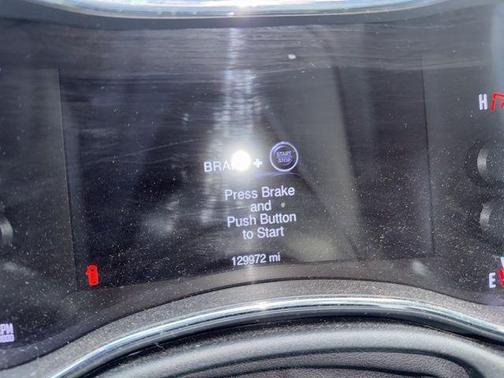 H
BRAKE +
START
STOP
Press Brake
and
Push Button
to Start
129972 mi
E